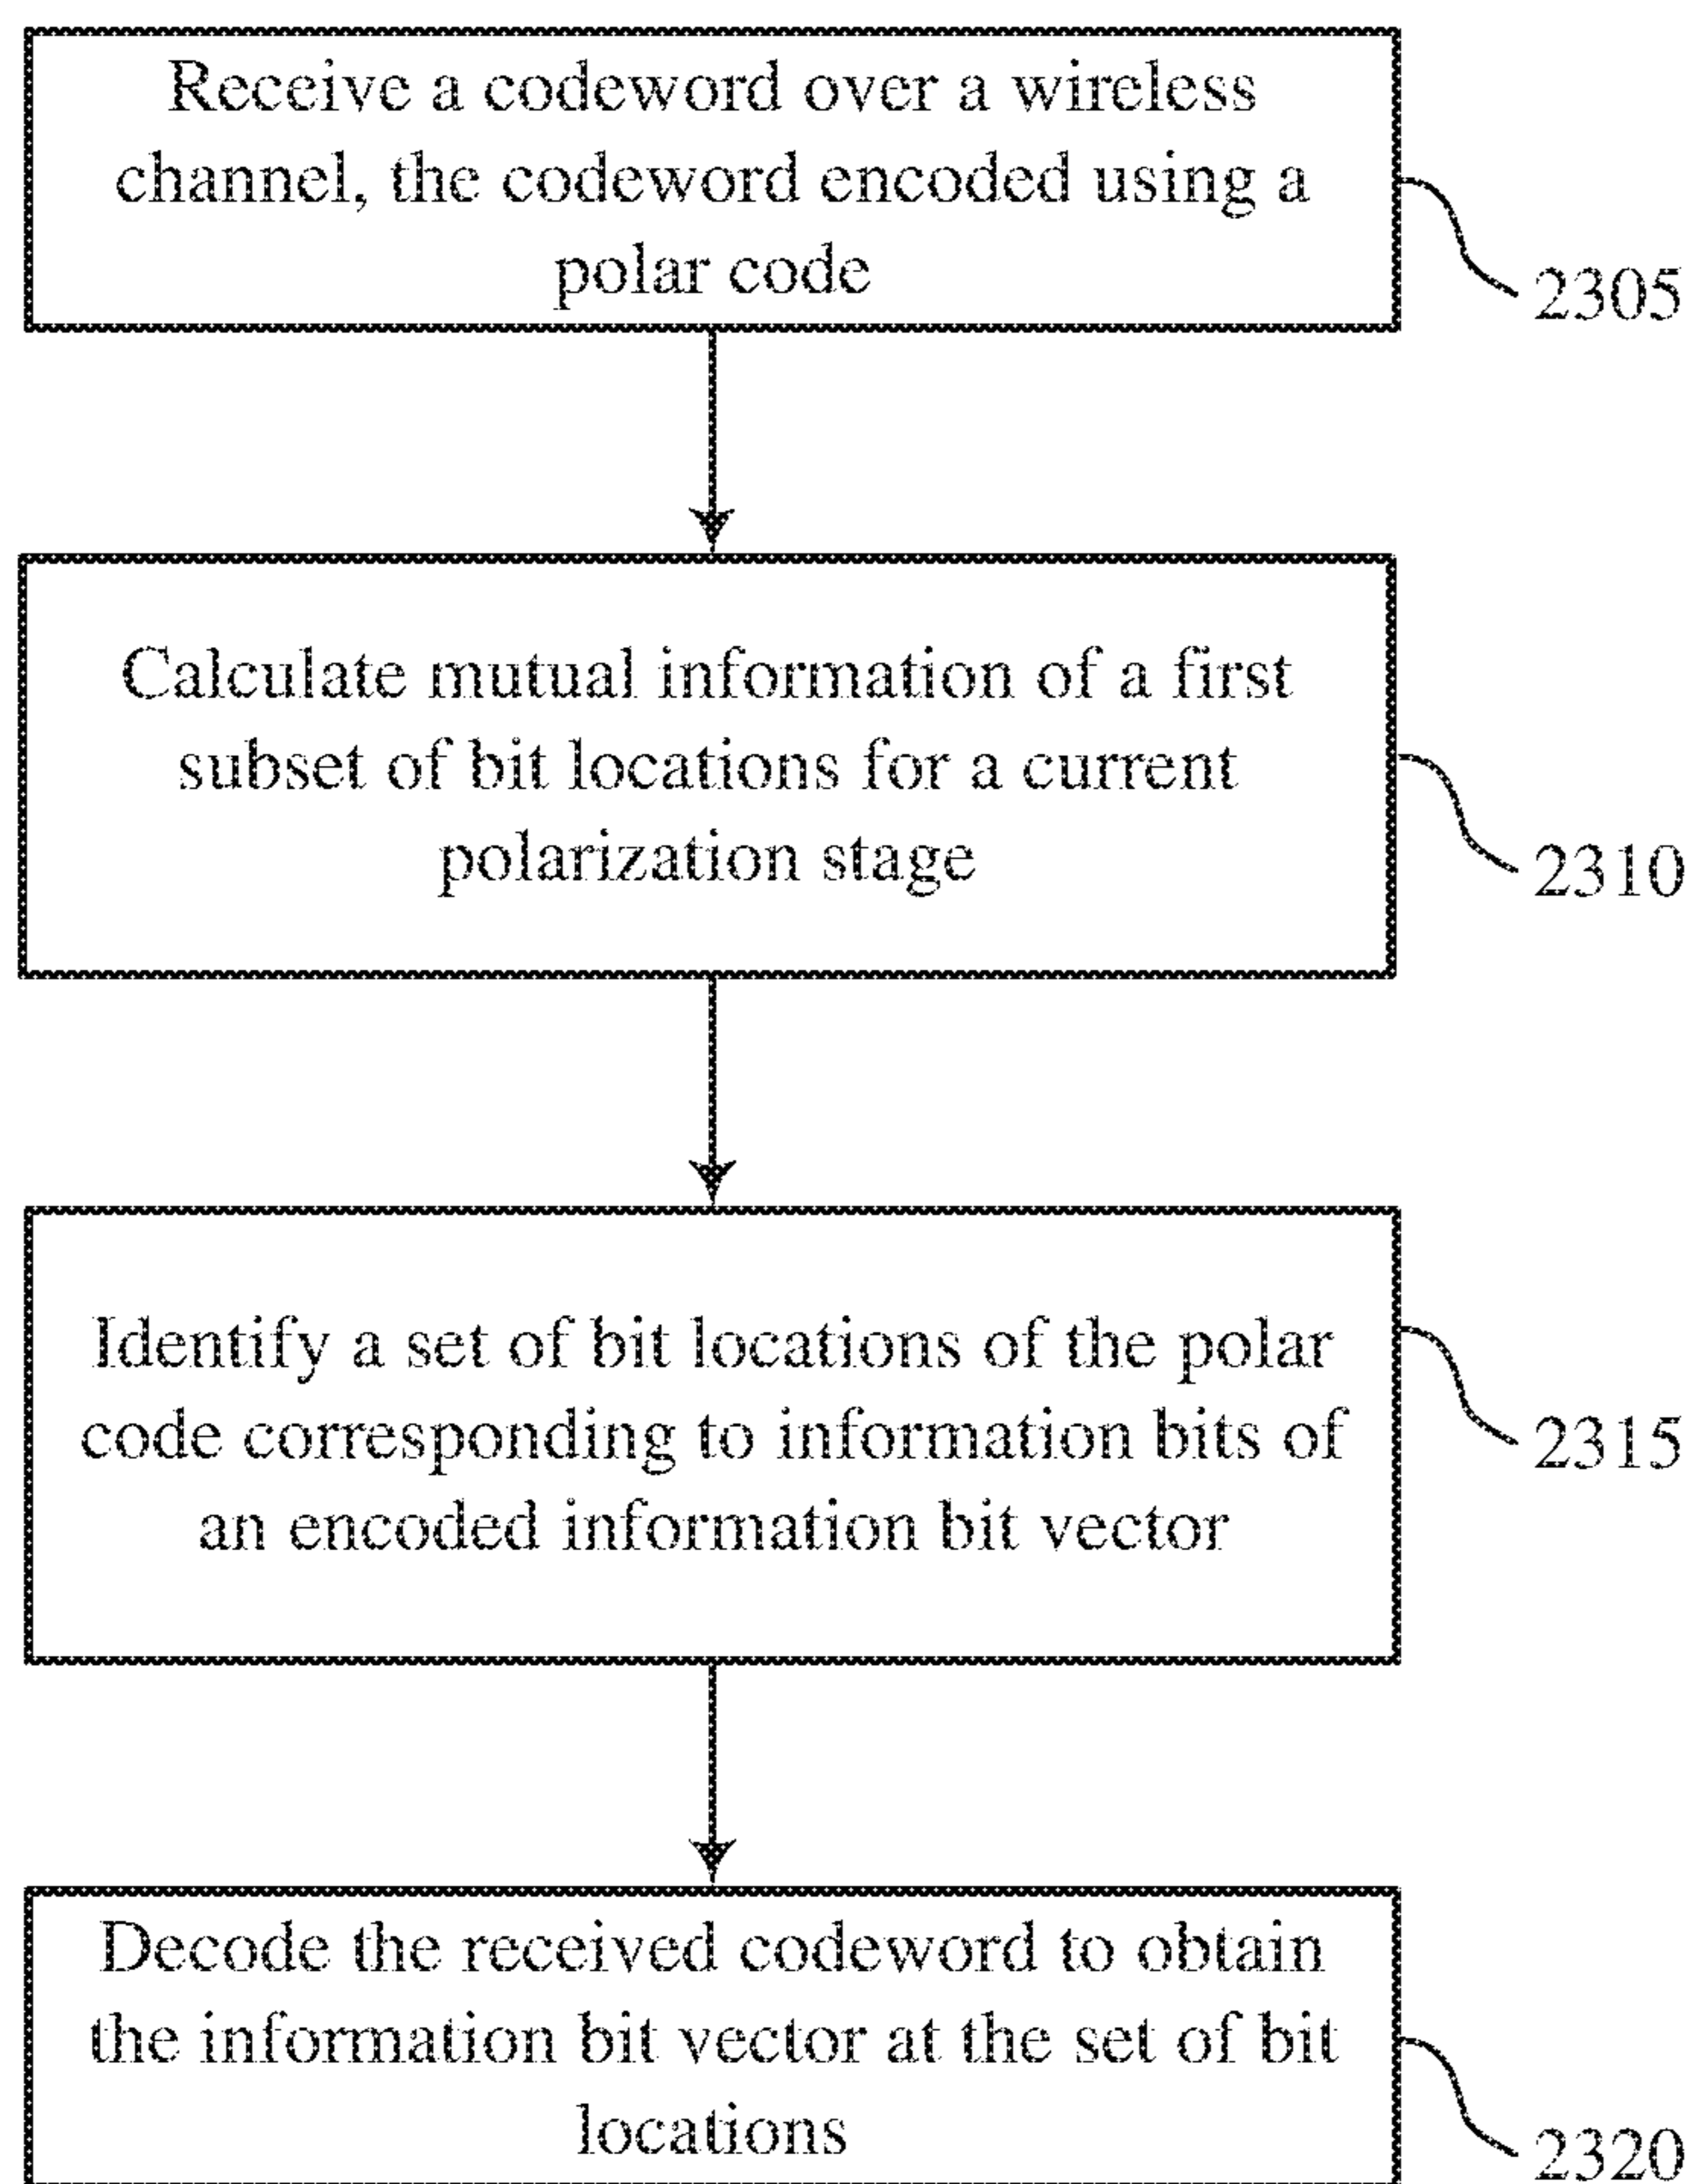 Receive a codeword over a wireless
channel, the codeword encoded using a
polar code
2305
Calculate mutual information of a first
subset of bit locations for a current
polarization stage
2310
Identify a set of bit locations of the polar
code corresponding to information bits of
an encoded information bit vector
2315
Decode the received codeword to obtain
the information bit vector at the set of bit
locations
2320